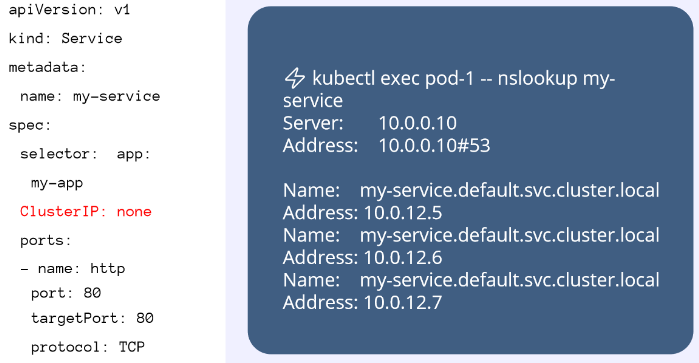 apiVersion: v1
kind: Service
metadata:
name: my-service
spec:
selector: app:
my-app
ClusterIP: none
ports:
- name: http
port: 80
targetPort: 80
protocol: TCP
kubectl exec pod-1 -- nslookup my-
service
Server: 10.0.0.10
Address: 10.0.0.10#53
Name: my-service.default.svc.cluster.local
Address: 10.0.12.5
Name: my-service.default.svc.cluster.local
Address: 10.0.12.6
Name: my-service.default.svc.cluster.local
Address: 10.0.12.7